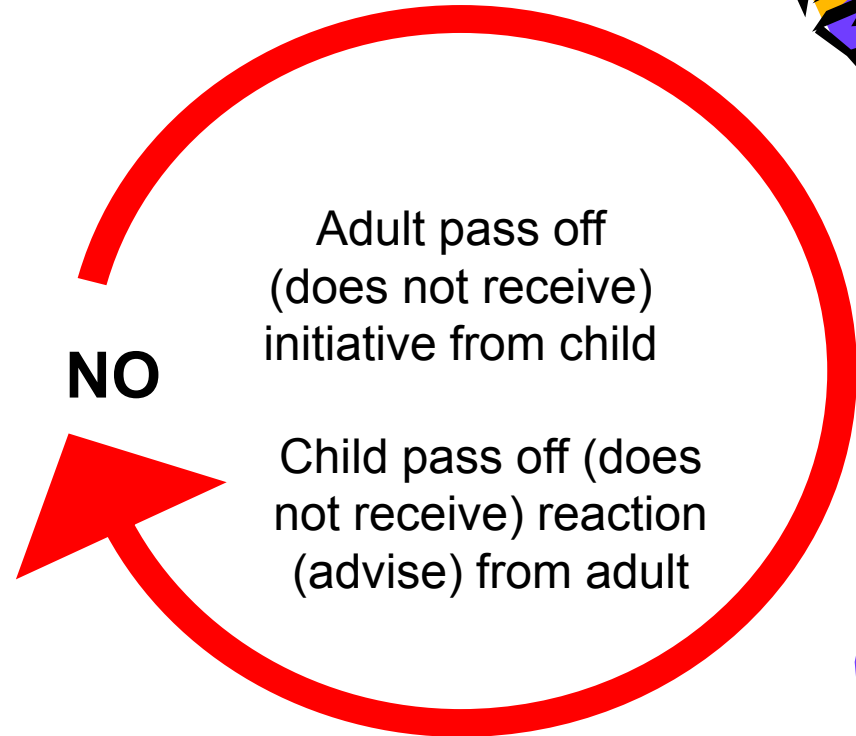 Adult pass off
(does not receive)
initiative from child
NO
Child pass off (does
not receive) reaction
(advise) from adult